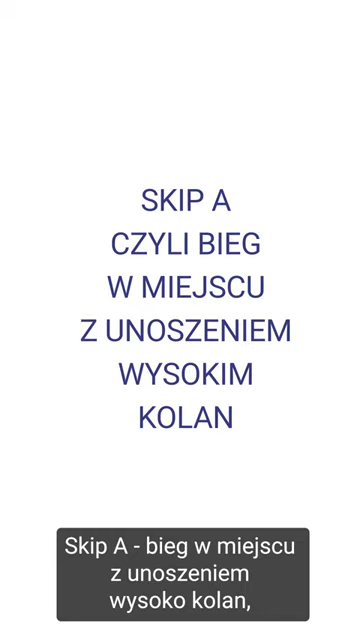 SKIP A
CZYLI BIEG
W MIEJSCU
Z UNOSZENIEM
WYSOKIM
KOLAN
Skip A - bieg w miejscu
z unoszeniem
wysoko kolan,